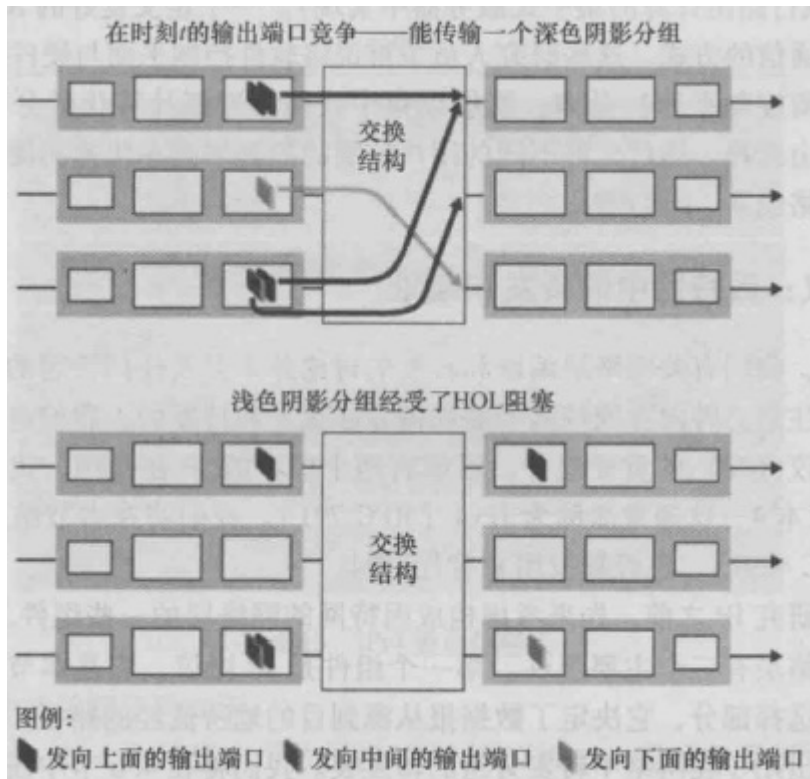 在时刻t的输出端口竞争——能传输一个深色阴影分组
交换
结构
浅色阴影分组经受了HOL阻塞
交换
结构
图例:
发向上面的输出端口
发向中间的输出端口
发向下面的输出端口